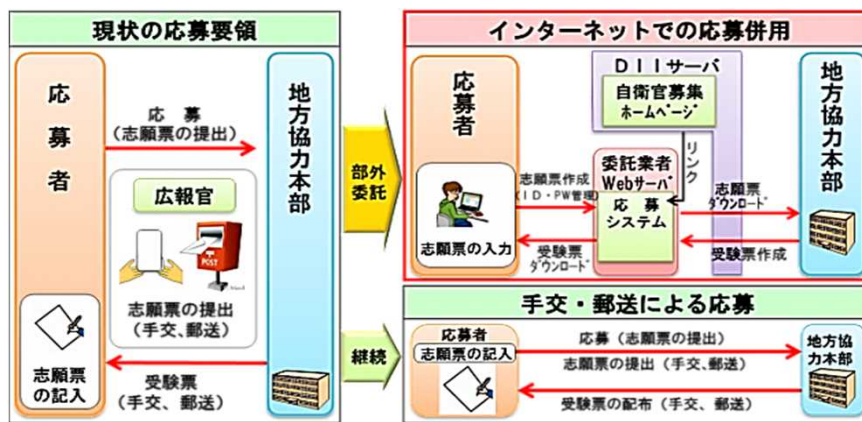 現状の応募要領
応募者
応 募
(志願票の提出)
地方協力本部
広報官
POST
志願票の提出
(手交、郵送)
志願票
の記入
受験票
(手交、郵送)
部外
委託
継続
インターネットでの応募併用
応募者
志願票の入力
志願票作成
(ID・PW管理)
受験票
ダウンロード
DIIサーバ
自衛官募集
ホームページ
リンク
委託業者
Webサーバ
応 募
システム
志願票
ダウンロード
受験票作成
地方協力本部
手交・郵送による応募
応募者
志願票の記入
応募(志願票の提出)
志願票の提出(手交、郵送)
受験票の配布(手交、郵送)
地方協
力本部